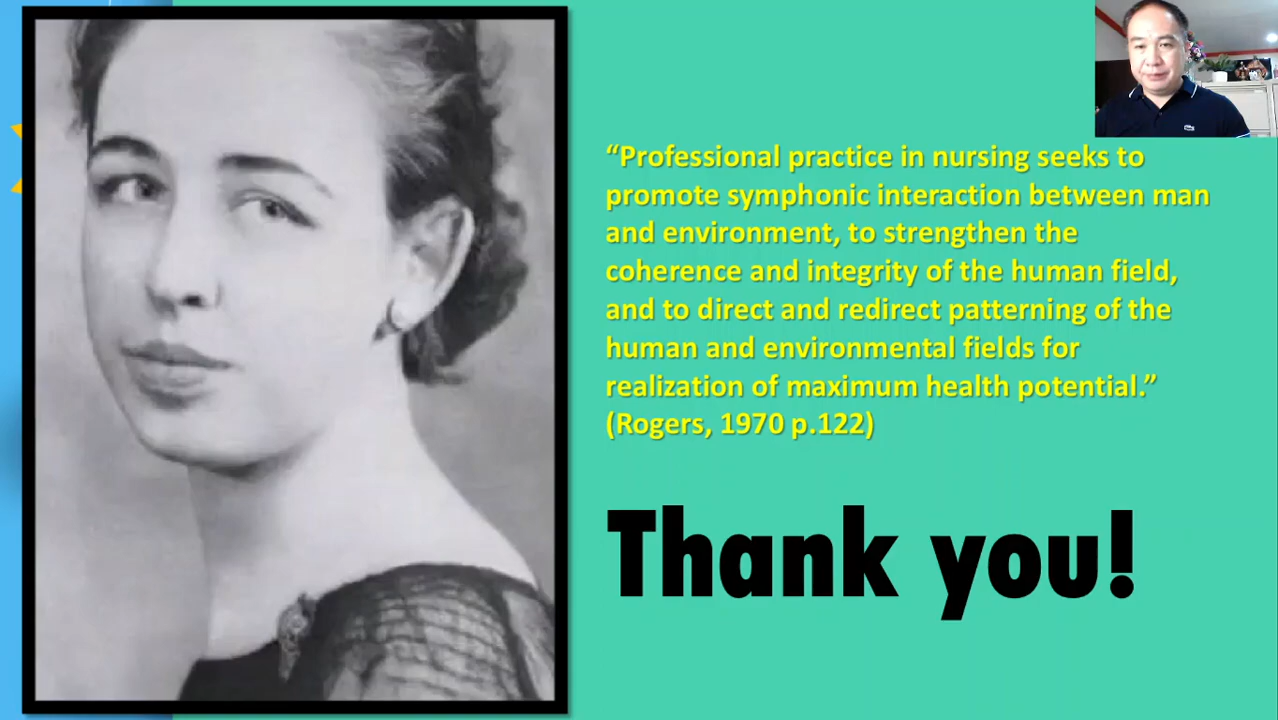 “Professional practice in nursing seeks to
promote symphonic interaction between man
and environment, to strengthen the
coherence and integrity of the human field,
and to direct and redirect patterning of the
human and environmental fields for
realization of maximum health potential.”
(Rogers, 1970 p.122)
Thank you!